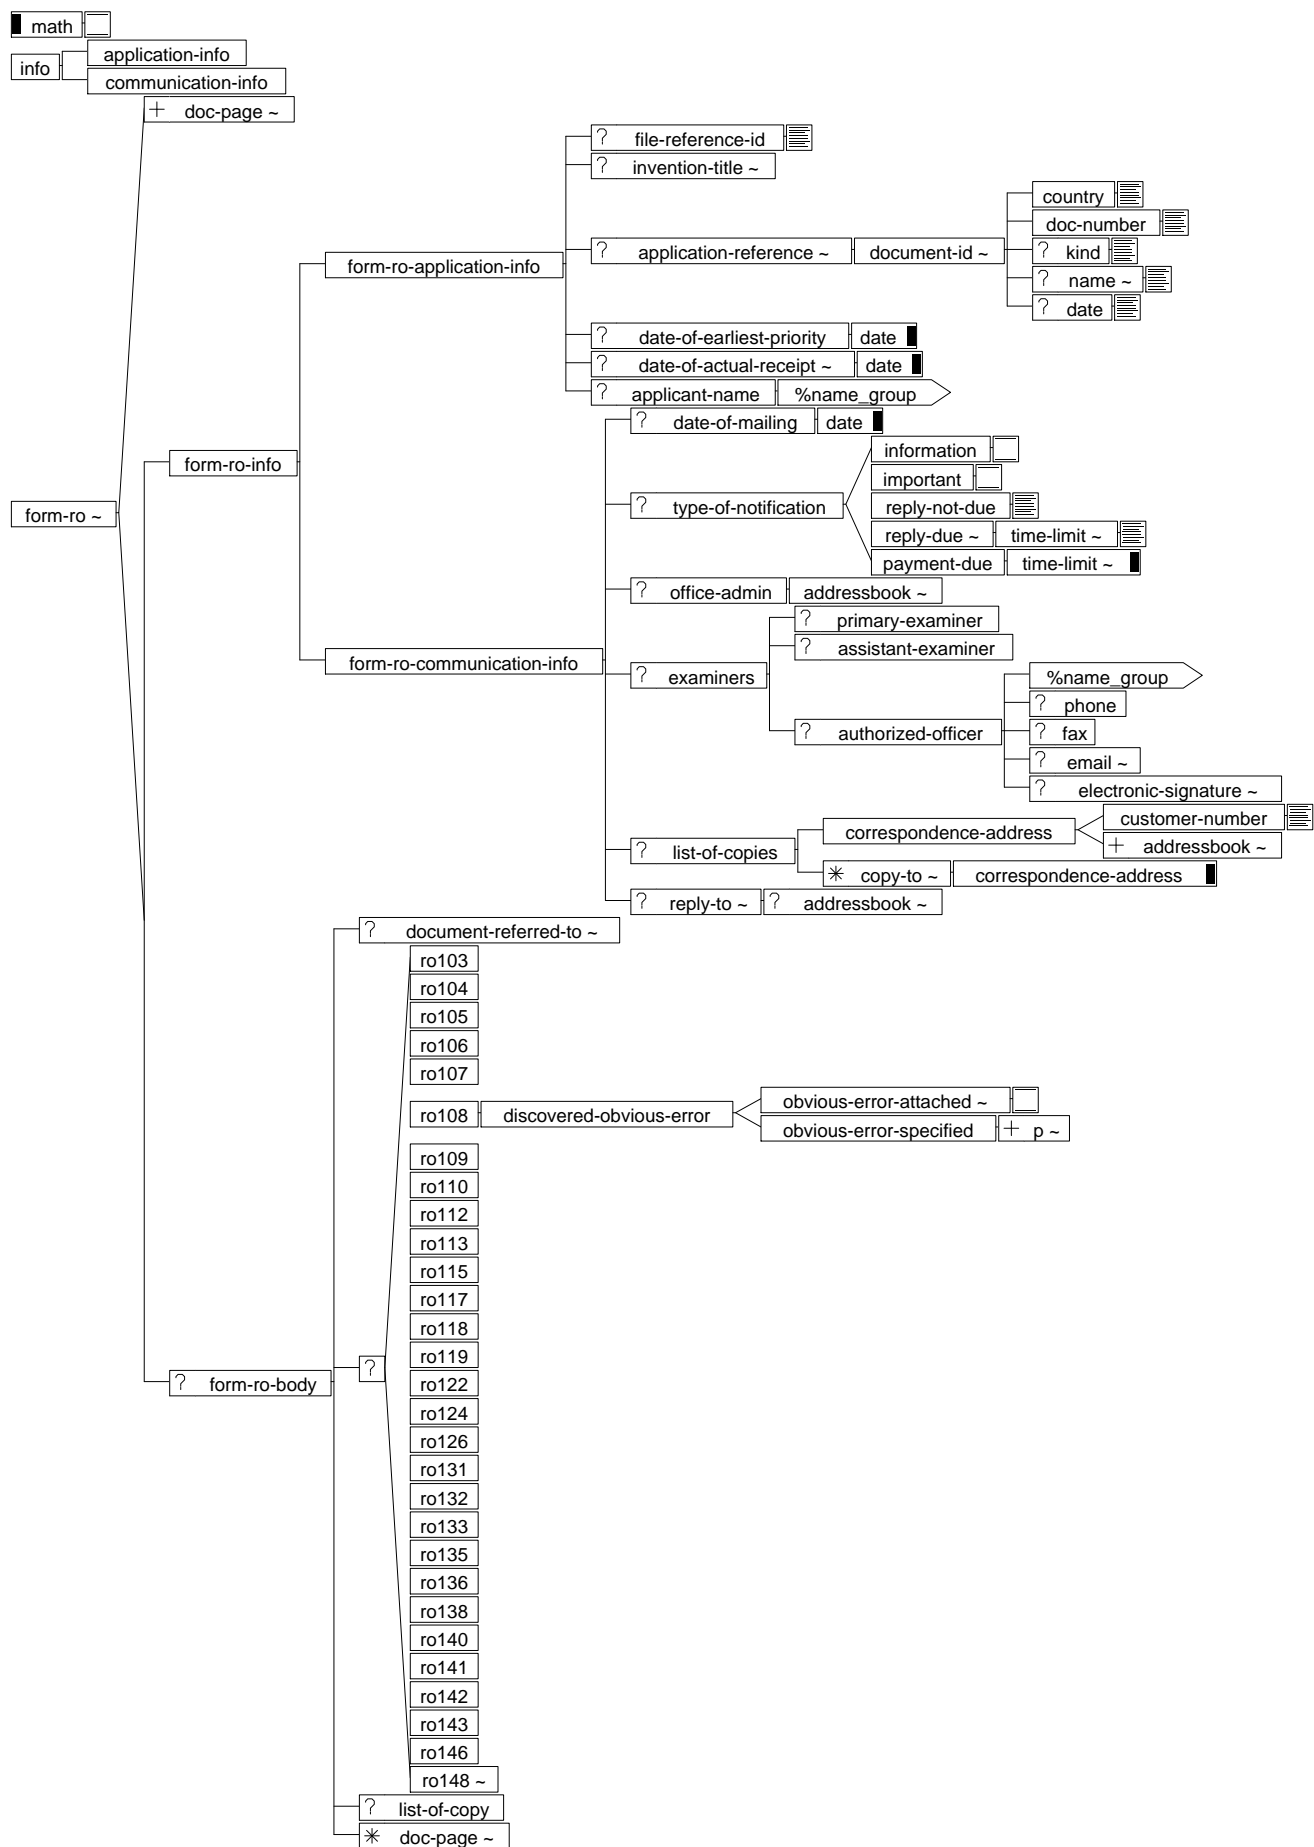 math
application-info
info
communication-info
+ doc-page ~
? file-reference-id
? invention-title ~
country
doc-number
form-ro-application-info
? application-reference ~ document-id ~ ? kind
? name ~
? date
? date-of-earliest-priority date
? date-of-actual-receipt ~ date
? applicant-name %name_group
? date-of-mailing date
information
form-ro-info
important
form-ro ~
? type-of-notification reply-not-due
reply-due ~ time-limit ~
payment-due time-limit ~
? office-admin addressbook ~
? primary-examiner
? assistant-examiner
form-ro-communication-info
? examiners %name_group
? phone
? authorized-officer ? fax
? email ~
? electronic-signature ~
customer-number
correspondence-address
? list-of-copies + addressbook ~
* copy-to ~ correspondence-address
? reply-to ~ ? addressbook ~
? document-referred-to ~
ro103
ro104
ro105
ro106
ro107
obvious-error-attached ~
ro108 discovered-obvious-error
obvious-error-specified + p ~
ro109
ro110
ro112
ro113
ro115
ro117
ro118
ro119
?
? form-ro-body ro122
ro124
ro126
ro131
ro132
ro133
ro135
ro136
ro138
ro140
ro141
ro142
ro143
ro146
ro148 ~
? list-of-copy
* doc-page ~